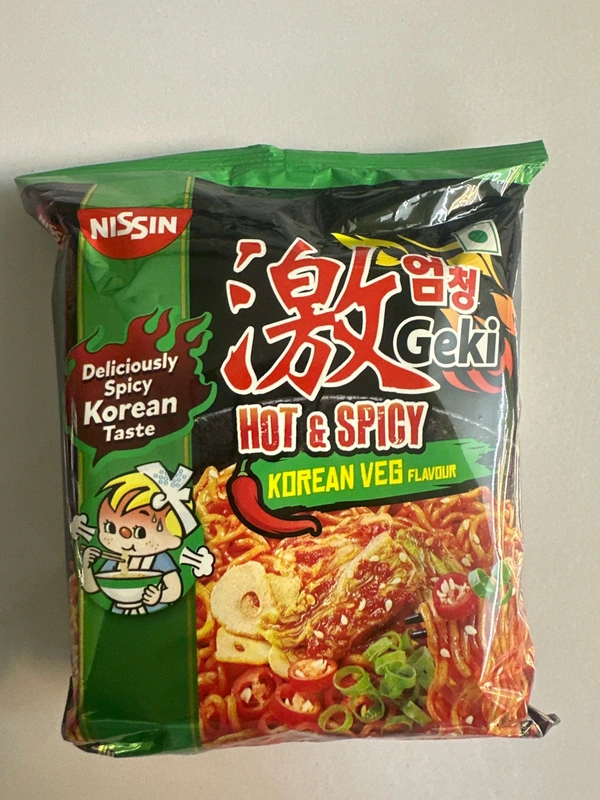 NISSIN
激
엄청
Geki
Deliciously
Spicy
Korean
Taste
HOT & SPICY
KOREAN VEG FLAVOUR